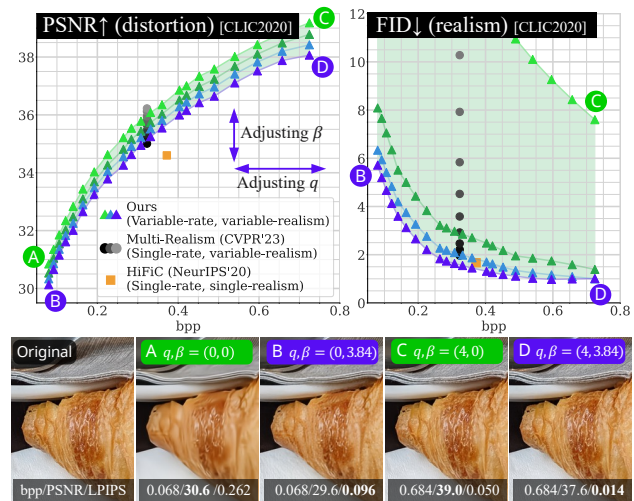 PSNR↑ (distortion) [CLIC2020]
38
36
34
32
30
0.2
0.4
0.6
0.8
bpp
A
B
C
D
Adjusting β
Adjusting q
Ours
(Variable-rate, variable-realism)
Multi-Realism (CVPR'23)
(Single-rate, variable-realism)
HiFiC (NeurIPS'20)
(Single-rate, single-realism)
FID↓ (realism) [CLIC2020]
12
10
8
6
4
2
0
0.2
0.4
0.6
0.8
bpp
B
C
D
Original
bpp/PSNR/LPIPS
A q,β = (0,0)
0.068/30.6/0.262
B q,β = (0,3.84)
0.068/29.6/0.096
C q,β = (4,0)
0.684/39.0/0.050
D q,β = (4,3.84)
0.684/37.6/0.014